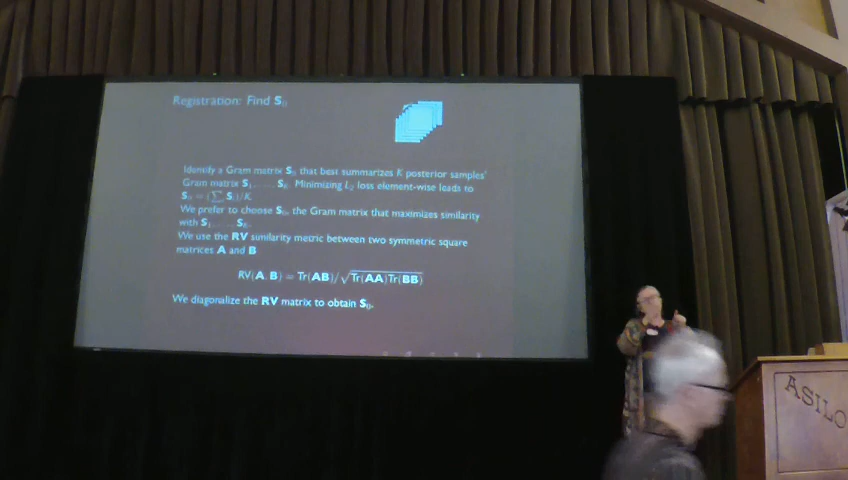 Registration: Find S₀
Identify a Gram matrix S₀ that best summarizes K posterior samples'
Gram matrix S₁, . . . , S_K. Minimizing L₂ loss element-wise leads to
S₀ = (∑ Sᵢ)/K.
We prefer to choose S₀, the Gram matrix that maximizes similarity
with S₁, . . . , S_K.
We use the RV similarity metric between two symmetric square
matrices A and B
RV(A, B) = Tr(AB)/√Tr(AA)Tr(BB)
We diagonalize the RV matrix to obtain S₀.
ASILO